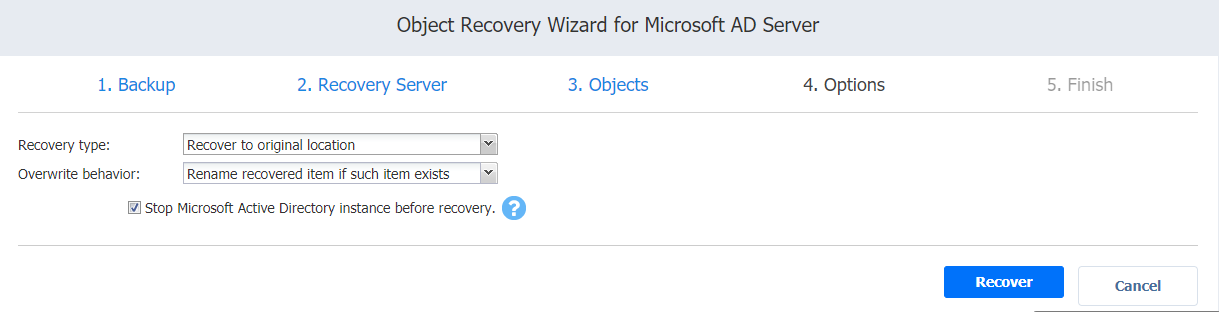 Object Recovery Wizard for Microsoft AD Server
1. Backup 2. Recovery Server 3. Objects 4. Options 5. Finish
Recovery type: Recover to original location
Overwrite behavior: Rename recovered item if such item exists
Stop Microsoft Active Directory instance before recovery. ?
Recover Cancel